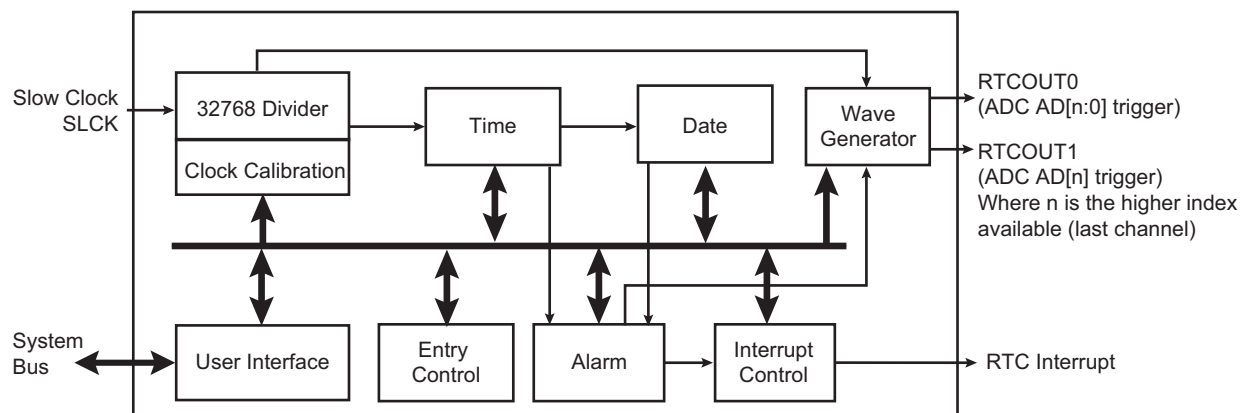 Slow Clock
SLCK
32768 Divider
Clock Calibration
Time
Date
Wave
Generator
RTCOUT0
(ADC AD[n:0] trigger)
RTCOUT1
(ADC AD[n] trigger)
Where n is the higher index
available (last channel)
System
Bus
User Interface
Entry
Control
Alarm
Interrupt
Control
RTC Interrupt